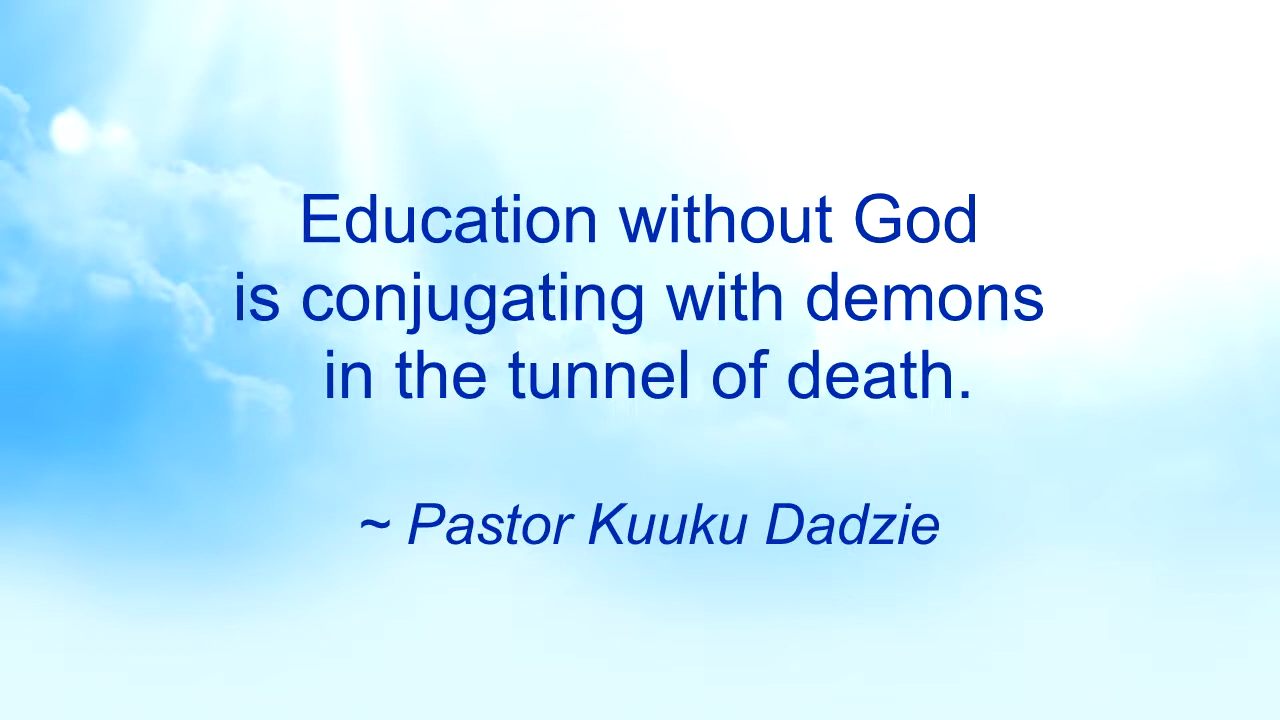 Education without God
is conjugating with demons
in the tunnel of death.
~ Pastor Kuuku Dadzie